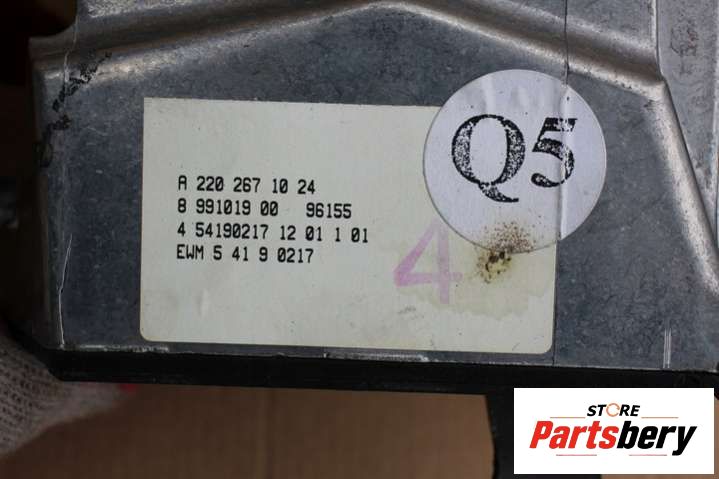 Q5
A 220 267 10 24
8 991019 00 96155
4 54190217 12 01 1 01
EWM 5 41 9 0217
4
STORE
Partsbery